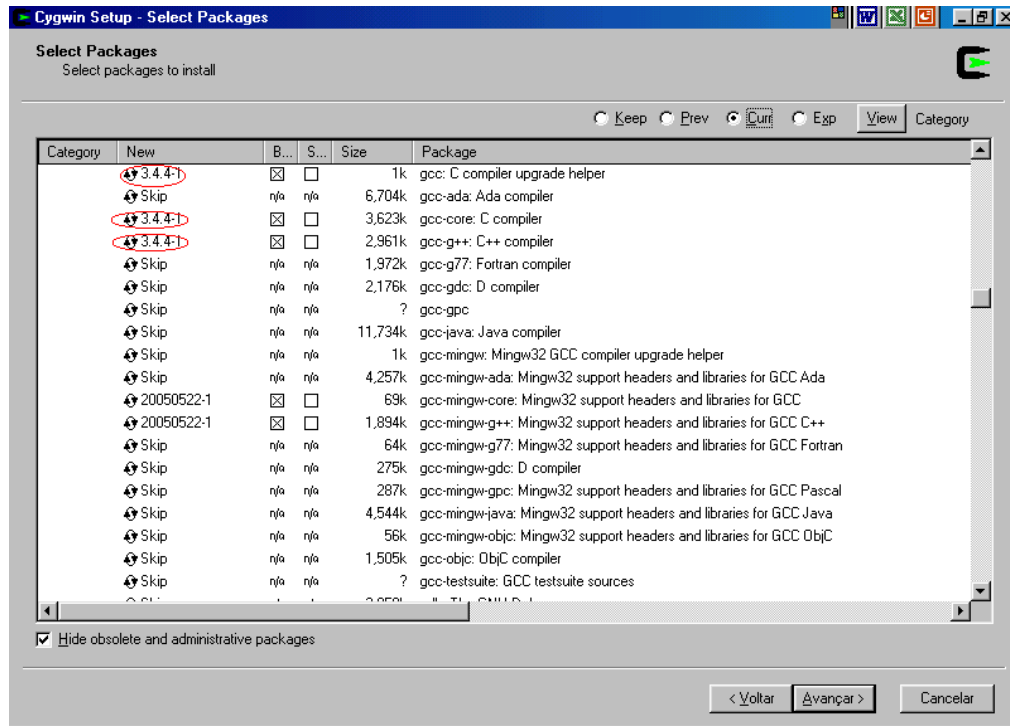 Cygwin Setup - Select Packages
Select Packages
Select packages to install
Keep Prev Curr Exp View Category
Category New B... S... Size Package
3.4.4-1 1k gcc: C compiler upgrade helper
Skip n/a n/a 6,704k gcc-ada: Ada compiler
3.4.4-1 3,623k gcc-core: C compiler
3.4.4-1 2,961k gcc-g++: C++ compiler
Skip n/a n/a 1,972k gcc-g77: Fortran compiler
Skip n/a n/a 2,176k gcc-gdc: D compiler
Skip n/a n/a ? gcc-gpc
Skip n/a n/a 11,734k gcc-java: Java compiler
Skip n/a n/a 1k gcc-mingw: Mingw32 GCC compiler upgrade helper
Skip n/a n/a 4,257k gcc-mingw-ada: Mingw32 support headers and libraries for GCC Ada
20050522-1 69k gcc-mingw-core: Mingw32 support headers and libraries for GCC
20050522-1 1,894k gcc-mingw-g++: Mingw32 support headers and libraries for GCC C++
Skip n/a n/a 64k gcc-mingw-g77: Mingw32 support headers and libraries for GCC Fortran
Skip n/a n/a 275k gcc-mingw-gdc: D compiler
Skip n/a n/a 287k gcc-mingw-gpc: Mingw32 support headers and libraries for GCC Pascal
Skip n/a n/a 4,544k gcc-mingw-java: Mingw32 support headers and libraries for GCC Java
Skip n/a n/a 56k gcc-mingw-objc: Mingw32 support headers and libraries for GCC ObjC
Skip n/a n/a 1,505k gcc-objc: ObjC compiler
Skip n/a n/a ? gcc-testsuite: GCC testsuite sources
Hide obsolete and administrative packages
< Voltar Avançar > Cancelar